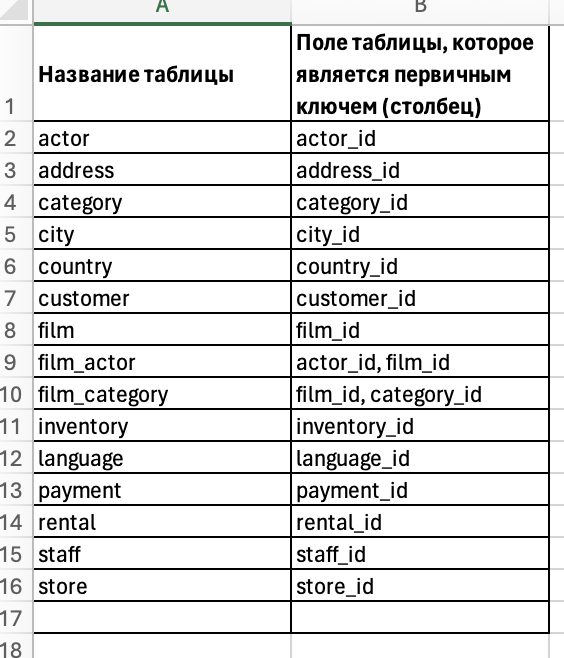 A B
1 Название таблицы Поле таблицы, которое
является первичным
ключем (столбец)
2 actor actor_id
3 address address_id
4 category category_id
5 city city_id
6 country country_id
7 customer customer_id
8 film film_id
9 film_actor actor_id, film_id
10 film_category film_id, category_id
11 inventory inventory_id
12 language language_id
13 payment payment_id
14 rental rental_id
15 staff staff_id
16 store store_id
17
18